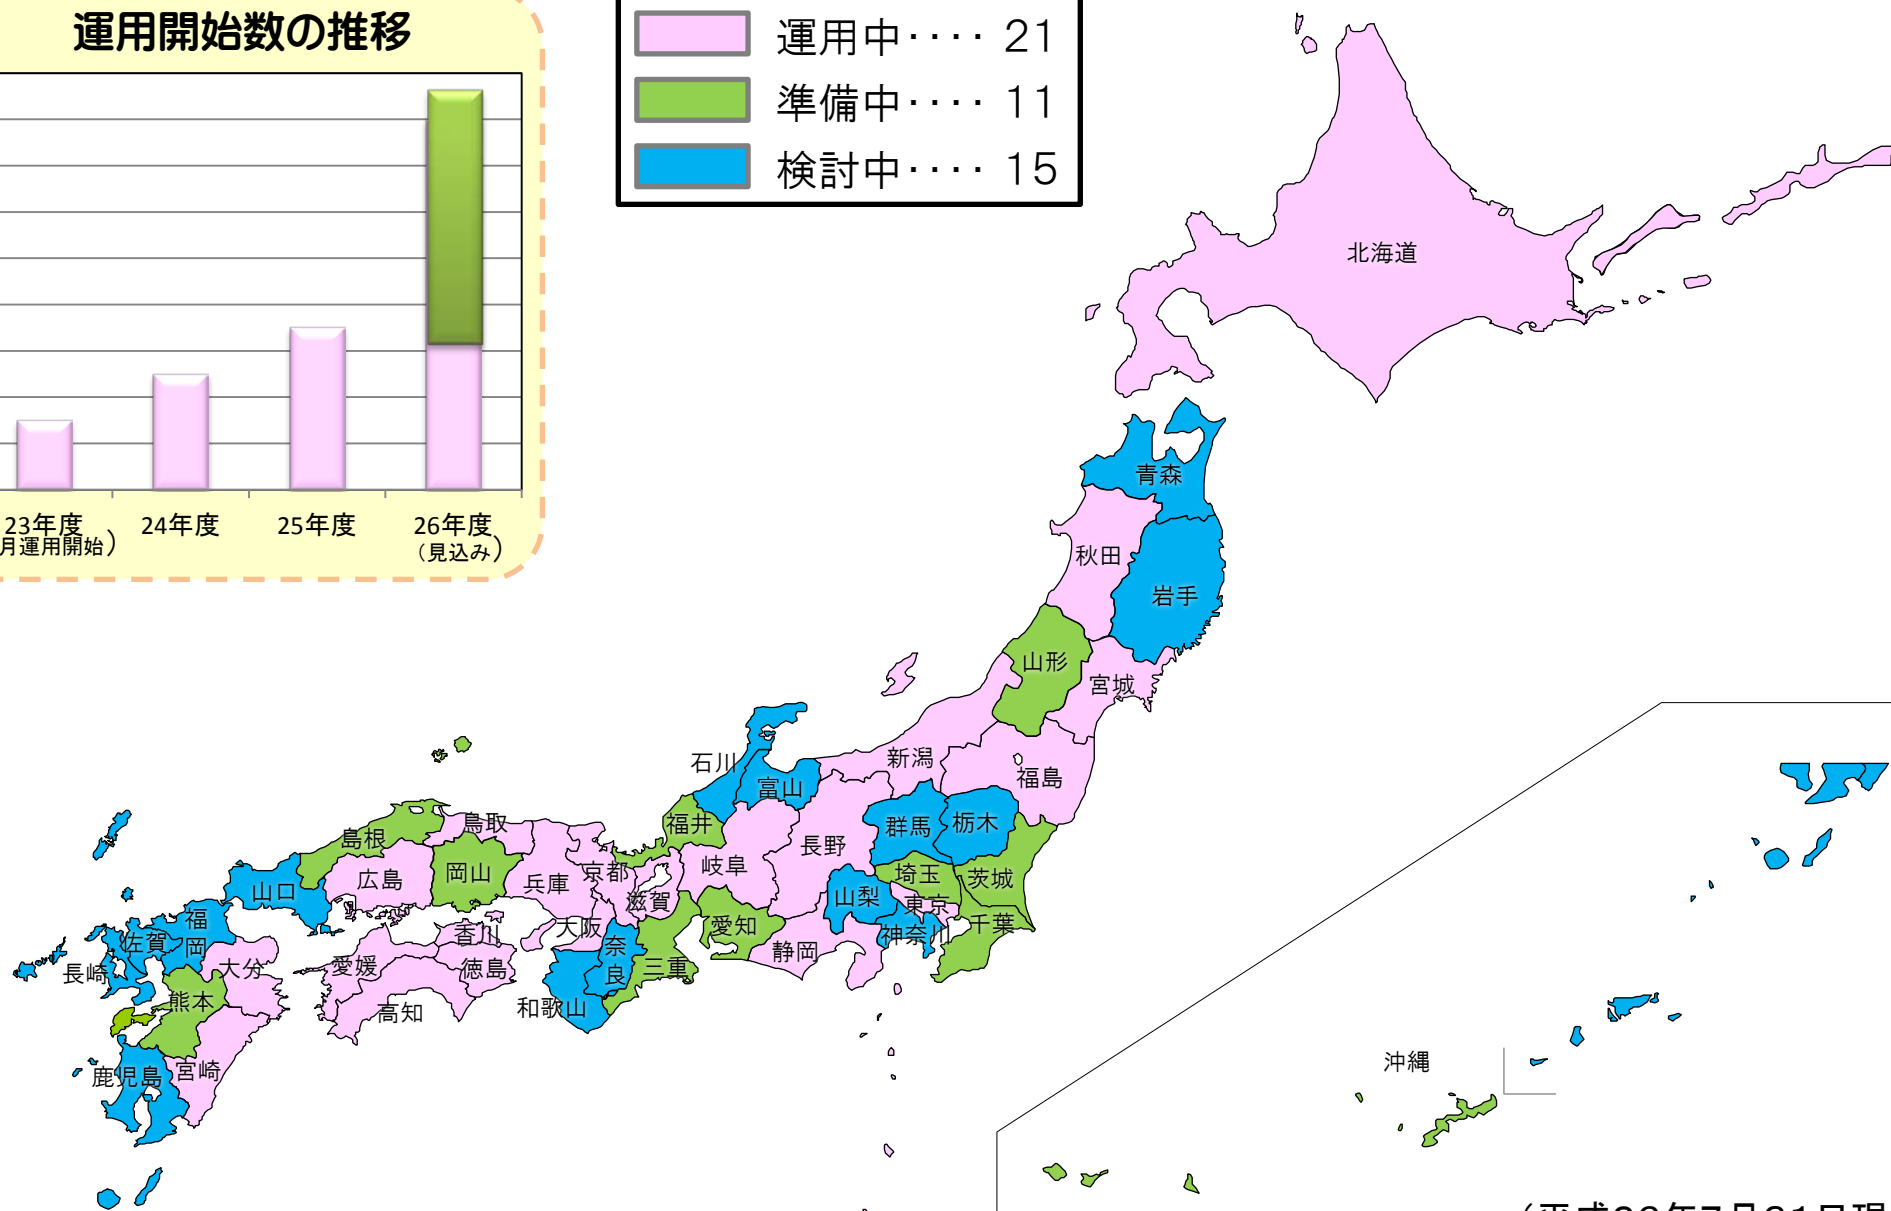 運用開始数の推移
23年度
月運用開始）
24年度
25年度
26年度
（見込み）
運用中････ 21
準備中････ 11
検討中････ 15
北海道
青森
秋田
岩手
山形
宮城
新潟
福島
石川
富山
群馬
栃木
福井
長野
岐阜
埼玉
茨城
山梨
東京
神奈川
千葉
愛知
静岡
鳥取
島根
岡山
広島
山口
兵庫
京都
滋賀
大阪
奈良
三重
和歌山
香川
徳島
愛媛
高知
福岡
佐賀
長崎
大分
熊本
宮崎
鹿児島
沖縄